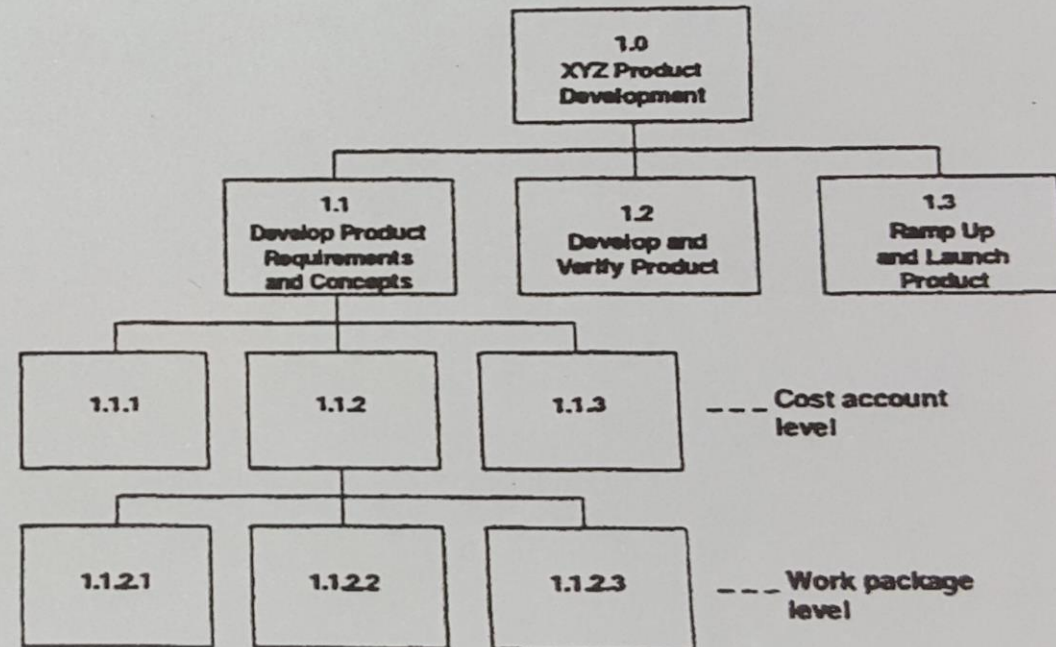 1.0
XYZ Product
Development
1.1
Develop Product
Requirements
and Concepts
1.2
Develop and
Verify Product
1.3
Ramp Up
and Launch
Product
1.1.1
1.1.2
1.1.3
Cost account
level
1.1.2.1
1.1.2.2
1.1.2.3
Work package
level